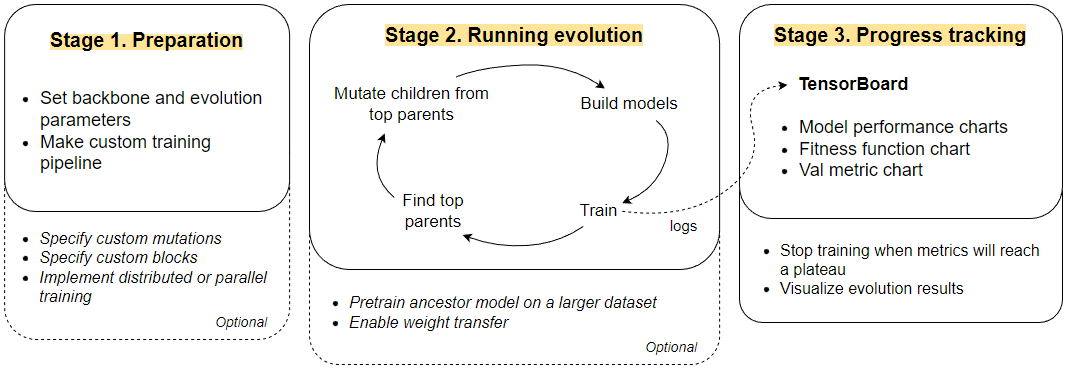 Stage 1. Preparation
Set backbone and evolution
parameters
Make custom training
pipeline
Specify custom mutations
Specify custom blocks
Implement distributed or parallel
training
Optional
Stage 2. Running evolution
Mutate children from
top parents
Build models
Find top
parents
Train
logs
Pretrain ancestor model on a larger dataset
Enable weight transfer
Optional
Stage 3. Progress tracking
TensorBoard
Model performance charts
Fitness function chart
Val metric chart
Stop training when metrics will reach
a plateau
Visualize evolution results